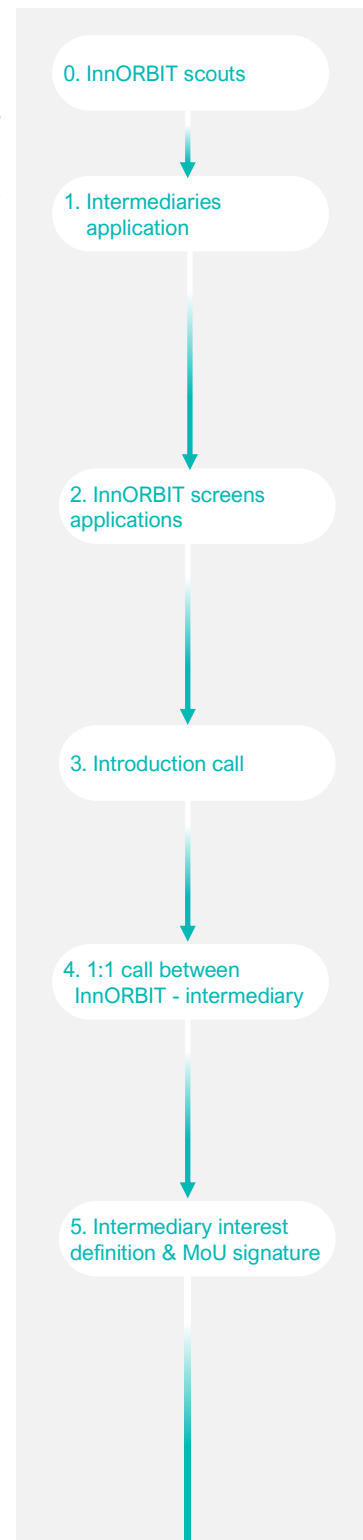 0. InnORBIT scouts
1. Intermediaries
application
2. InnORBIT screens
applications
3. Introduction call
4. 1:1 call between
InnORBIT - intermediary
5. Intermediary interest
definition & MoU signature